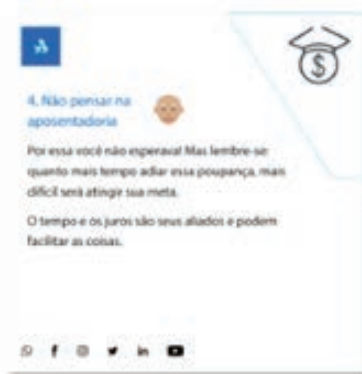 4. Não pensar na
aposentadoria
Por essa você não esperava! Mas lembre-se:
quanto mais tempo adiar essa poupança, mais
difícil será atingir sua meta.
O tempo e os juros são seus aliados e podem
facilitar as coisas.
$